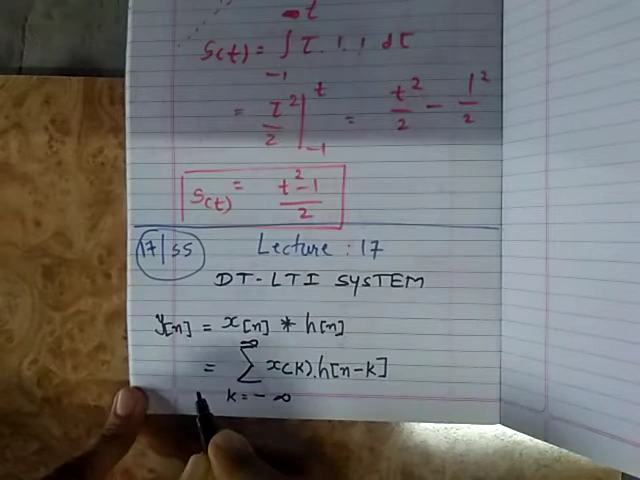 t
S(t) = ∫ τ . 1 . 1 dτ
-1
= τ²/2 |
t
-1
= t²/2 - 1²/2
S(t) = t²-1/2
17/55 Lecture : 17
DT-LTI SYSTEM
y[n] = x[n] * h[n]
∞
= ∑ x(k).h[n-k]
k=-∞